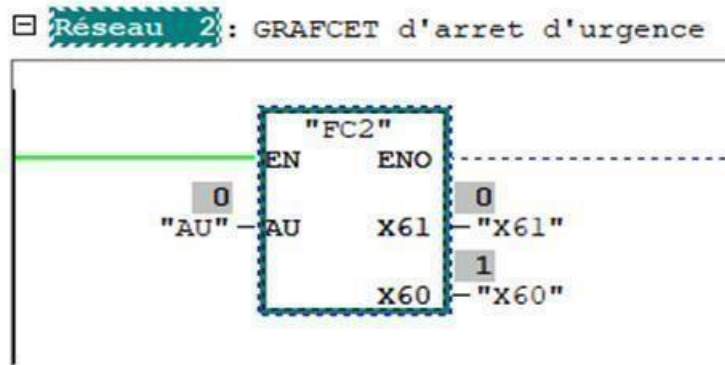 Réseau 2: GRAFCET d'arret d'urgence
"FC2"
EN ENO
0 0
"AU" AU X61 "X61"
1
X60 "X60"